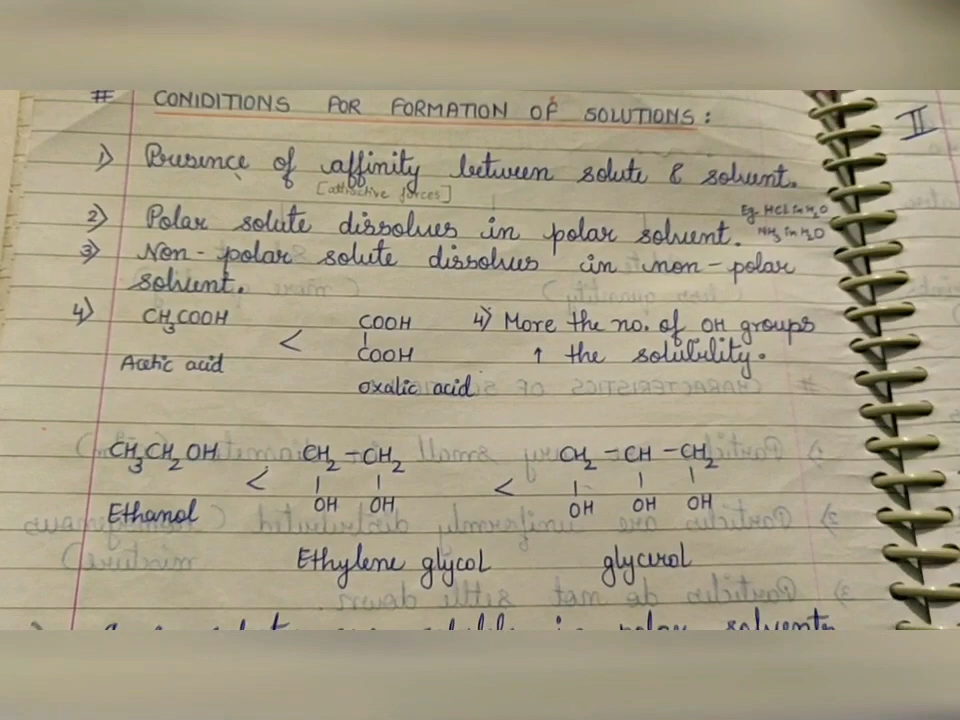 # CONIDITIONS FOR FORMATION OF SOLUTIONS :
II
1) Presence of affinity between solute & solvent.
[attractive forces]
2) Polar solute dissolves in polar solvent.
Eg. HCl in H2O
NH3 in H2O
3) Non-polar solute dissolves in non-polar
solvent.
4) CH3COOH < COOH
COOH
Acetic acid
oxalic acid
4) More the no. of OH groups
↑ the solubility.
CH3CH2OH < CH2-CH2 < CH2-CH-CH2
OH OH OH OH OH
Ethanol
Ethylene glycol glycerol
polar solvents